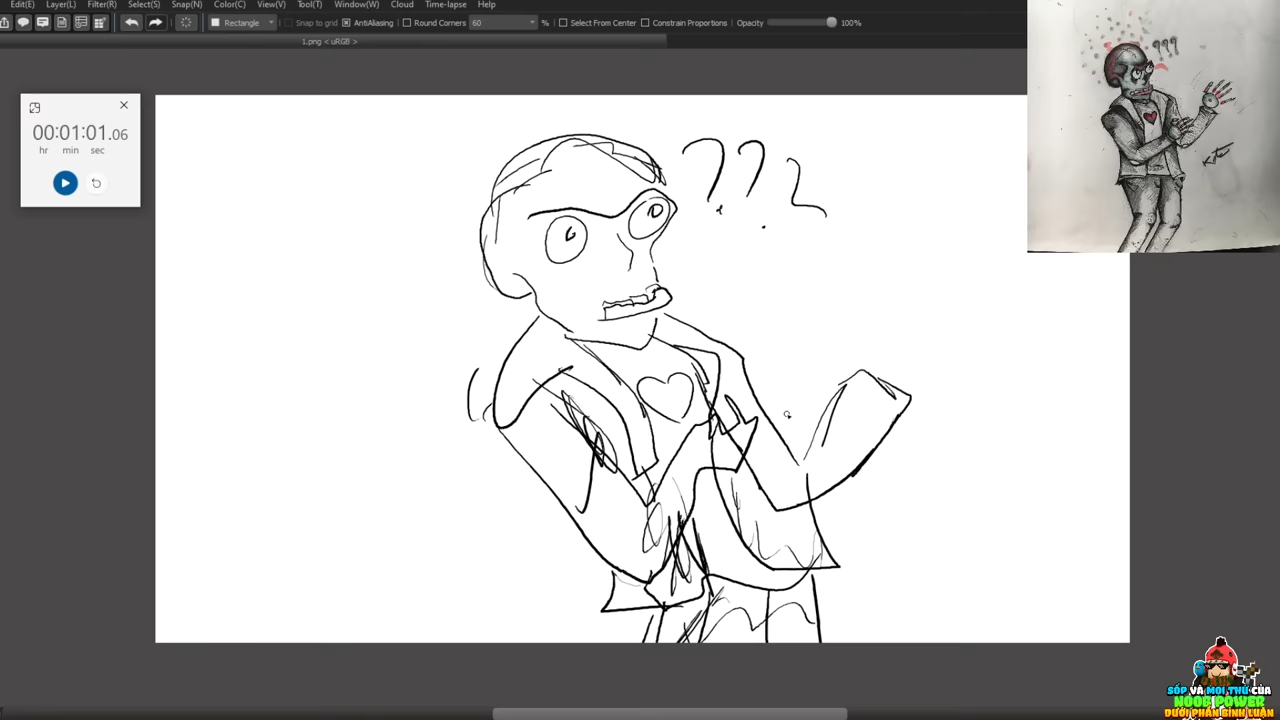 Edit(E) Layer(L) Filter(R) Select(S) Snap(N) Color(C) View(V) Tool(T) Window(W) Cloud Time-lapse Help
Rectangle Snap to grid AntiAliasing Round Corners 60 % Select From Center Constrain Proportions Opacity 100%
1.png < uRGB >
00:01:01.06
hr min sec
???
??2
SỐP VÀ MỌI THỨ CỦA
NOOB POWER
DƯỚI PHẦN BÌNH LUẬN